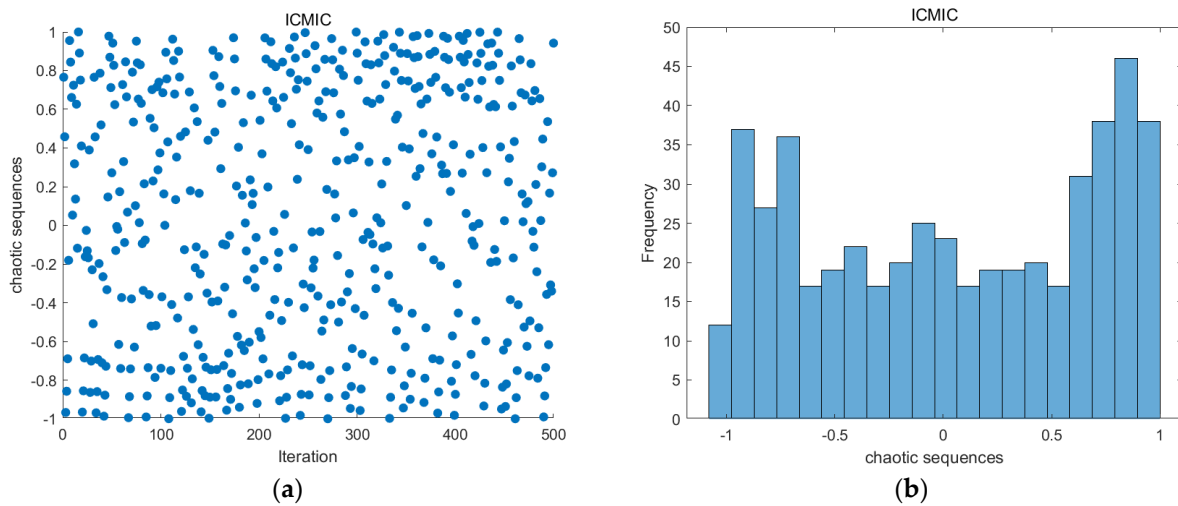 ICMIC
1
0.8
0.6
0.4
0.2
0
-0.2
-0.4
-0.6
-0.8
-1
chaotic sequences
0 100 200 300 400 500
Iteration
(a)
ICMIC
50
45
40
35
30
25
20
15
10
5
0
Frequency
-1 -0.5 0 0.5 1
chaotic sequences
(b)